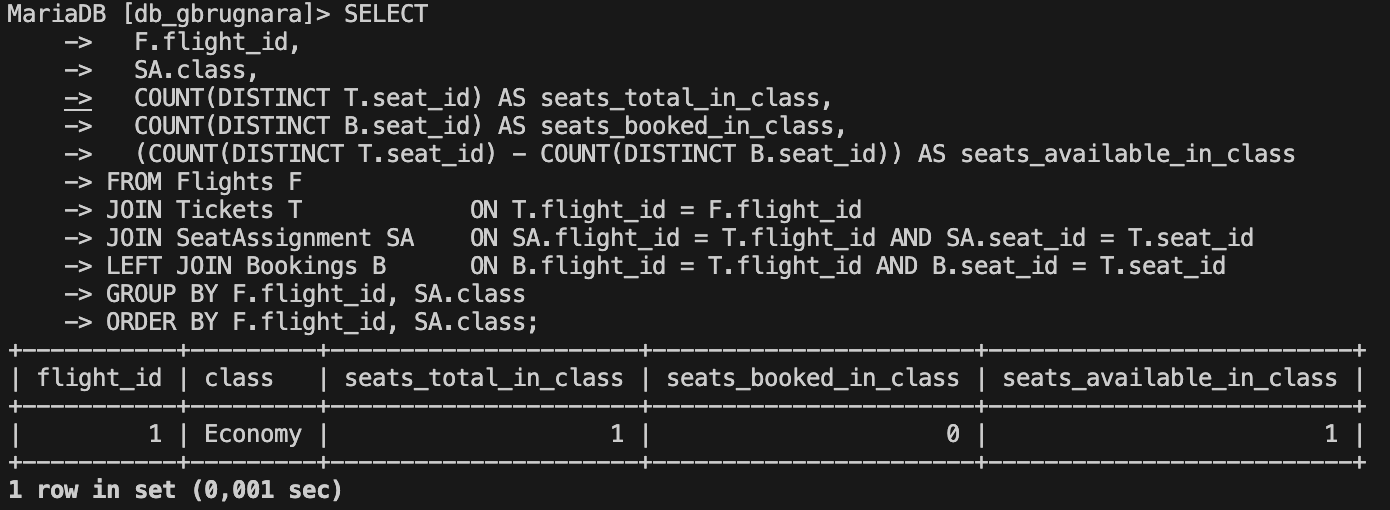 MariaDB [db_gbrugnara]> SELECT
    ->   F.flight_id,
    ->   SA.class,
    ->   COUNT(DISTINCT T.seat_id) AS seats_total_in_class,
    ->   COUNT(DISTINCT B.seat_id) AS seats_booked_in_class,
    ->   (COUNT(DISTINCT T.seat_id) - COUNT(DISTINCT B.seat_id)) AS seats_available_in_class
    -> FROM Flights F
    -> JOIN Tickets T            ON T.flight_id = F.flight_id
    -> JOIN SeatAssignment SA    ON SA.flight_id = T.flight_id AND SA.seat_id = T.seat_id
    -> LEFT JOIN Bookings B      ON B.flight_id = T.flight_id AND B.seat_id = T.seat_id
    -> GROUP BY F.flight_id, SA.class
    -> ORDER BY F.flight_id, SA.class;
+-----------+---------+----------------------+-----------------------+--------------------------+
| flight_id | class   | seats_total_in_class | seats_booked_in_class | seats_available_in_class |
+-----------+---------+----------------------+-----------------------+--------------------------+
|         1 | Economy |                    1 |                     0 |                        1 |
+-----------+---------+----------------------+-----------------------+--------------------------+
1 row in set (0,001 sec)